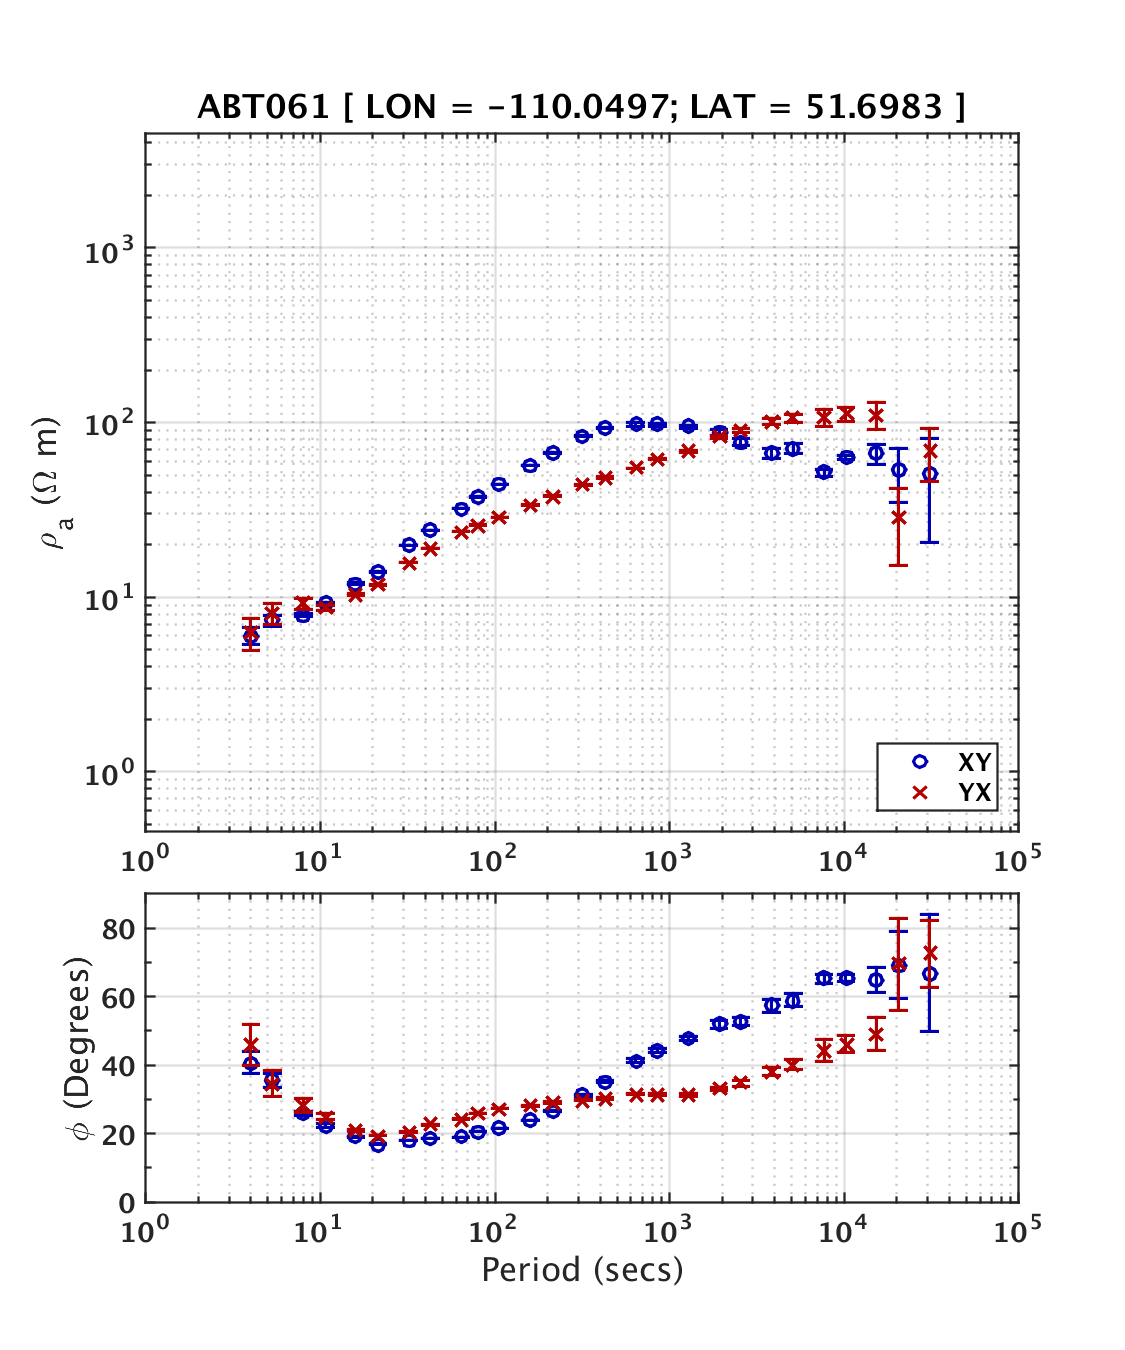 ABT061 [ LON = -110.0497; LAT = 51.6983 ]
ρa (Ω m)
10^3
10^2
10^1
10^0
XY
YX
10^0 10^1 10^2 10^3 10^4 10^5
ϕ (Degrees)
80
60
40
20
0
10^0 10^1 10^2 10^3 10^4 10^5
Period (secs)